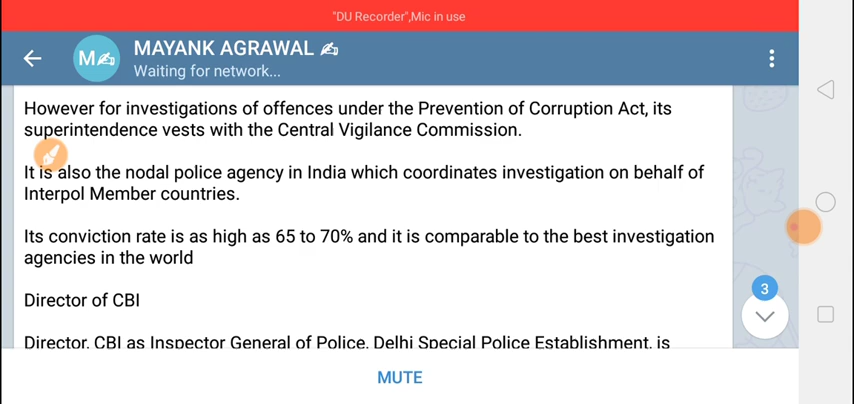 "DU Recorder",Mic in use
MAYANK AGRAWAL ✍
Waiting for network...
However for investigations of offences under the Prevention of Corruption Act, its
superintendence vests with the Central Vigilance Commission.
It is also the nodal police agency in India which coordinates investigation on behalf of
Interpol Member countries.
Its conviction rate is as high as 65 to 70% and it is comparable to the best investigation
agencies in the world
Director of CBI
Director, CBI as Inspector General of Police, Delhi Special Police Establishment, is
3
MUTE